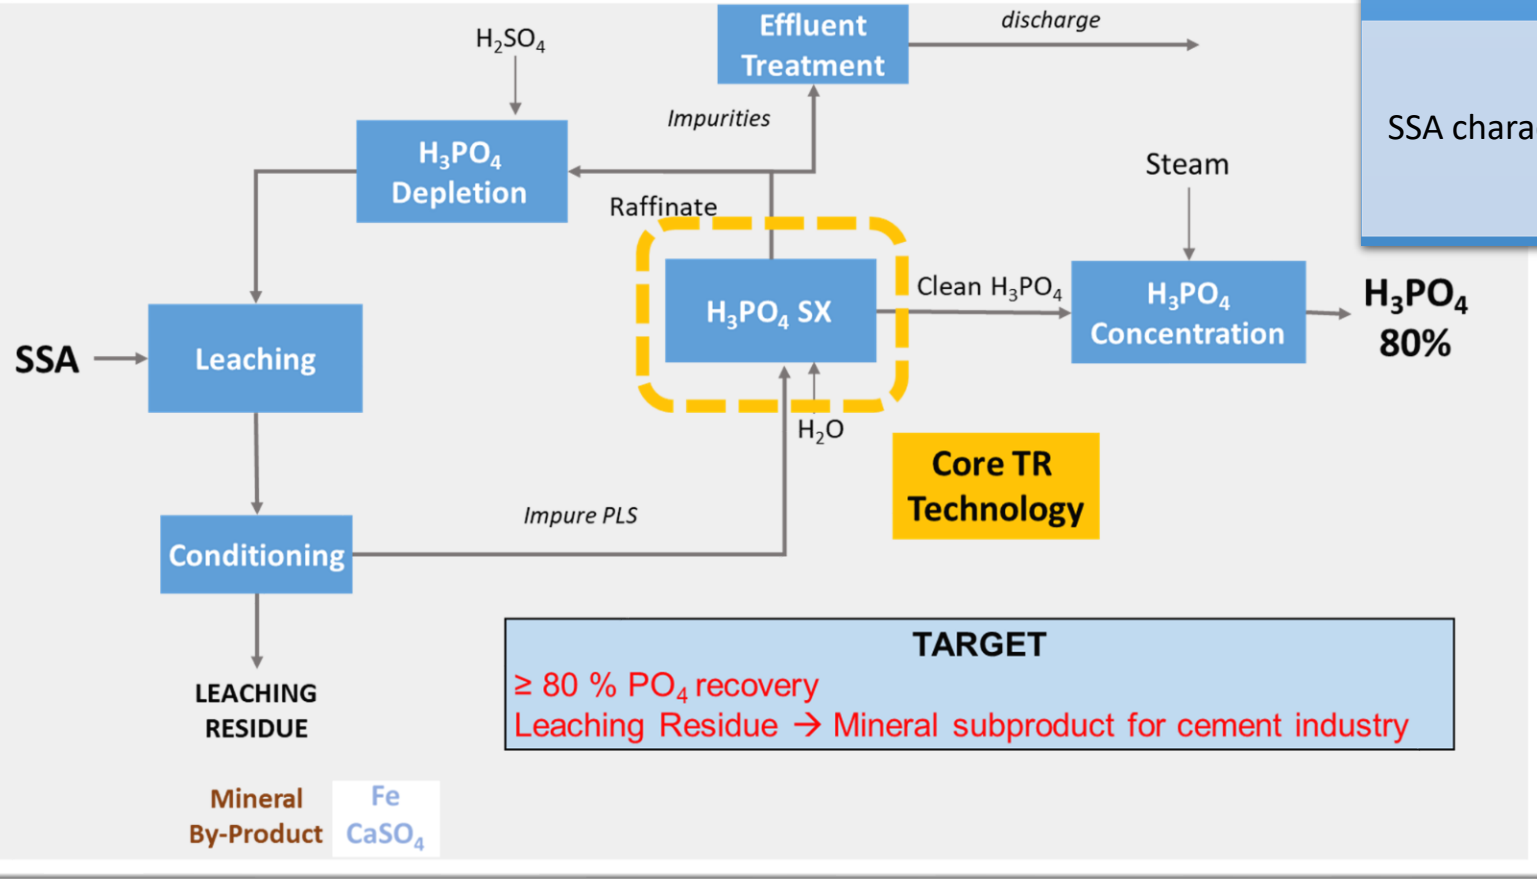 Effluent
Treatment
discharge
H₂SO₄
Impurities
SSA
H₃PO₄
Depletion
Steam
Raffinate
H₃PO₄ SX
Clean H₃PO₄
H₃PO₄
Concentration
H₃PO₄
80%
SSA
Leaching
H₂O
Core TR
Technology
Impure PLS
Conditioning
TARGET
≥ 80 % PO₄ recovery
Leaching Residue → Mineral subproduct for cement industry
LEACHING
RESIDUE
Mineral
By-Product
Fe
CaSO₄